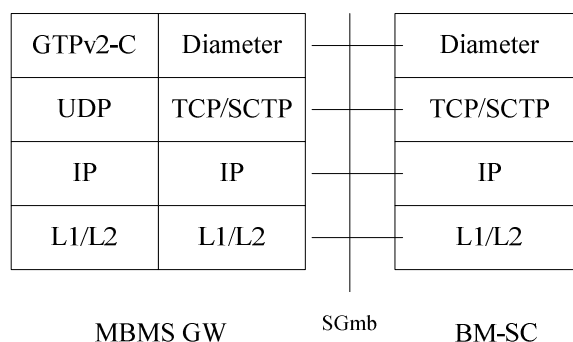 GTPv2-C Diameter Diameter
UDP TCP/SCTP TCP/SCTP
IP IP IP
L1/L2 L1/L2 L1/L2
MBMS GW SGmb BM-SC